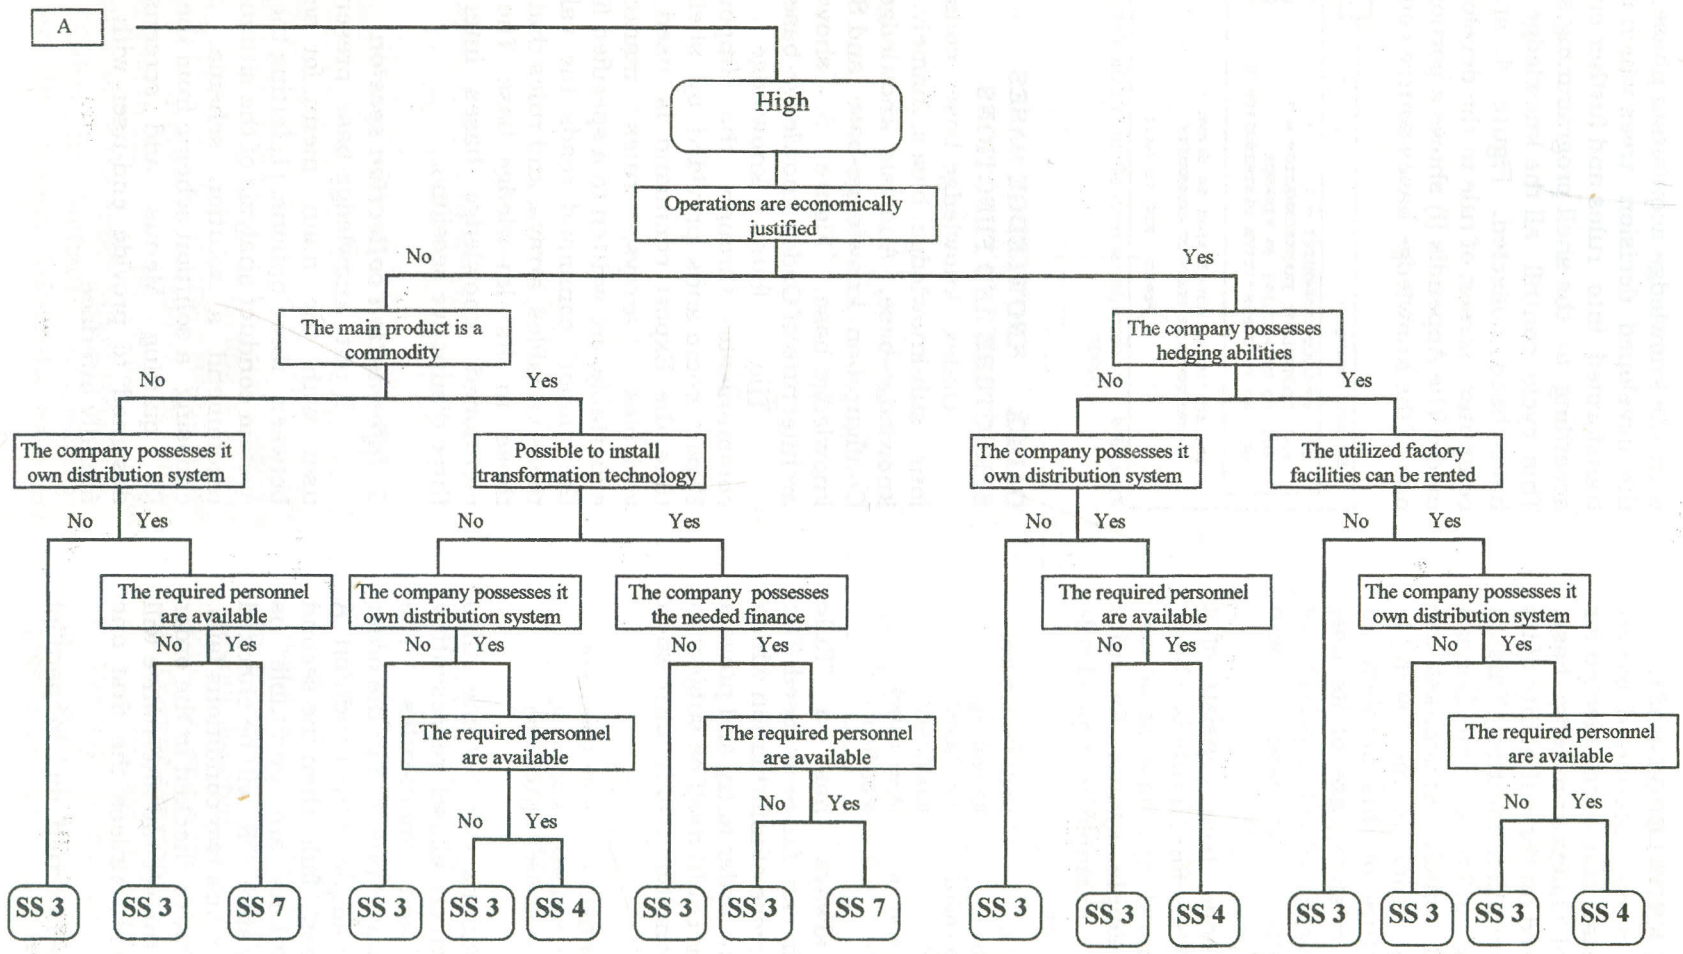 A
High
Operations are economically
justified
No
Yes
The main product is a
commodity
The company possesses
hedging abilities
No
Yes
No
Yes
The company possesses it
own distribution system
Possible to install
transformation technology
The company possesses it
own distribution system
The utilized factory
facilities can be rented
No
Yes
No
Yes
No
Yes
No
Yes
The required personnel
are available
The company possesses it
own distribution system
The company possesses
the needed finance
The required personnel
are available
The company possesses it
own distribution system
No
Yes
No
Yes
No
Yes
No
Yes
No
Yes
The required personnel
are available
The required personnel
are available
The required personnel
are available
No
Yes
No
Yes
No
Yes
SS 3
SS 3
SS 7
SS 3
SS 3
SS 4
SS 3
SS 3
SS 7
SS 3
SS 3
SS 4
SS 3
SS 3
SS 3
SS 4